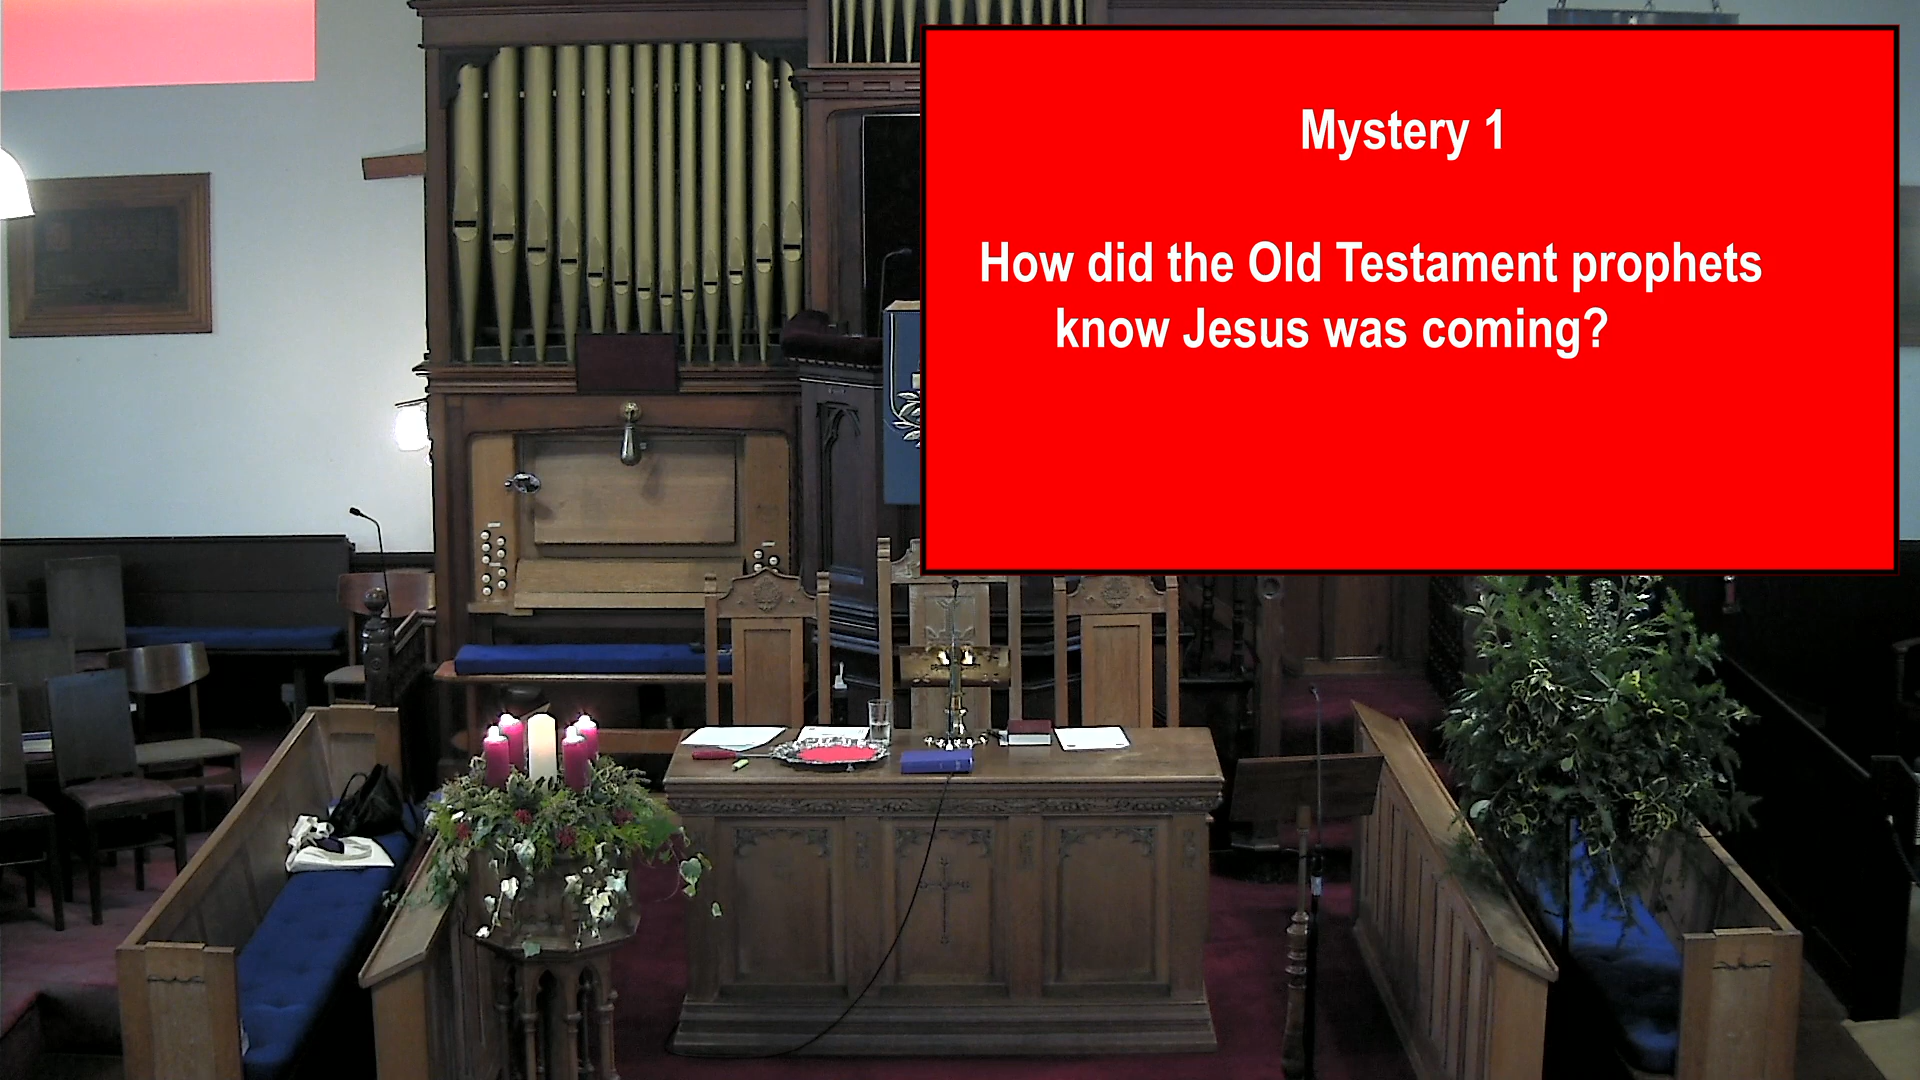 Mystery 1
How did the Old Testament prophets
know Jesus was coming?